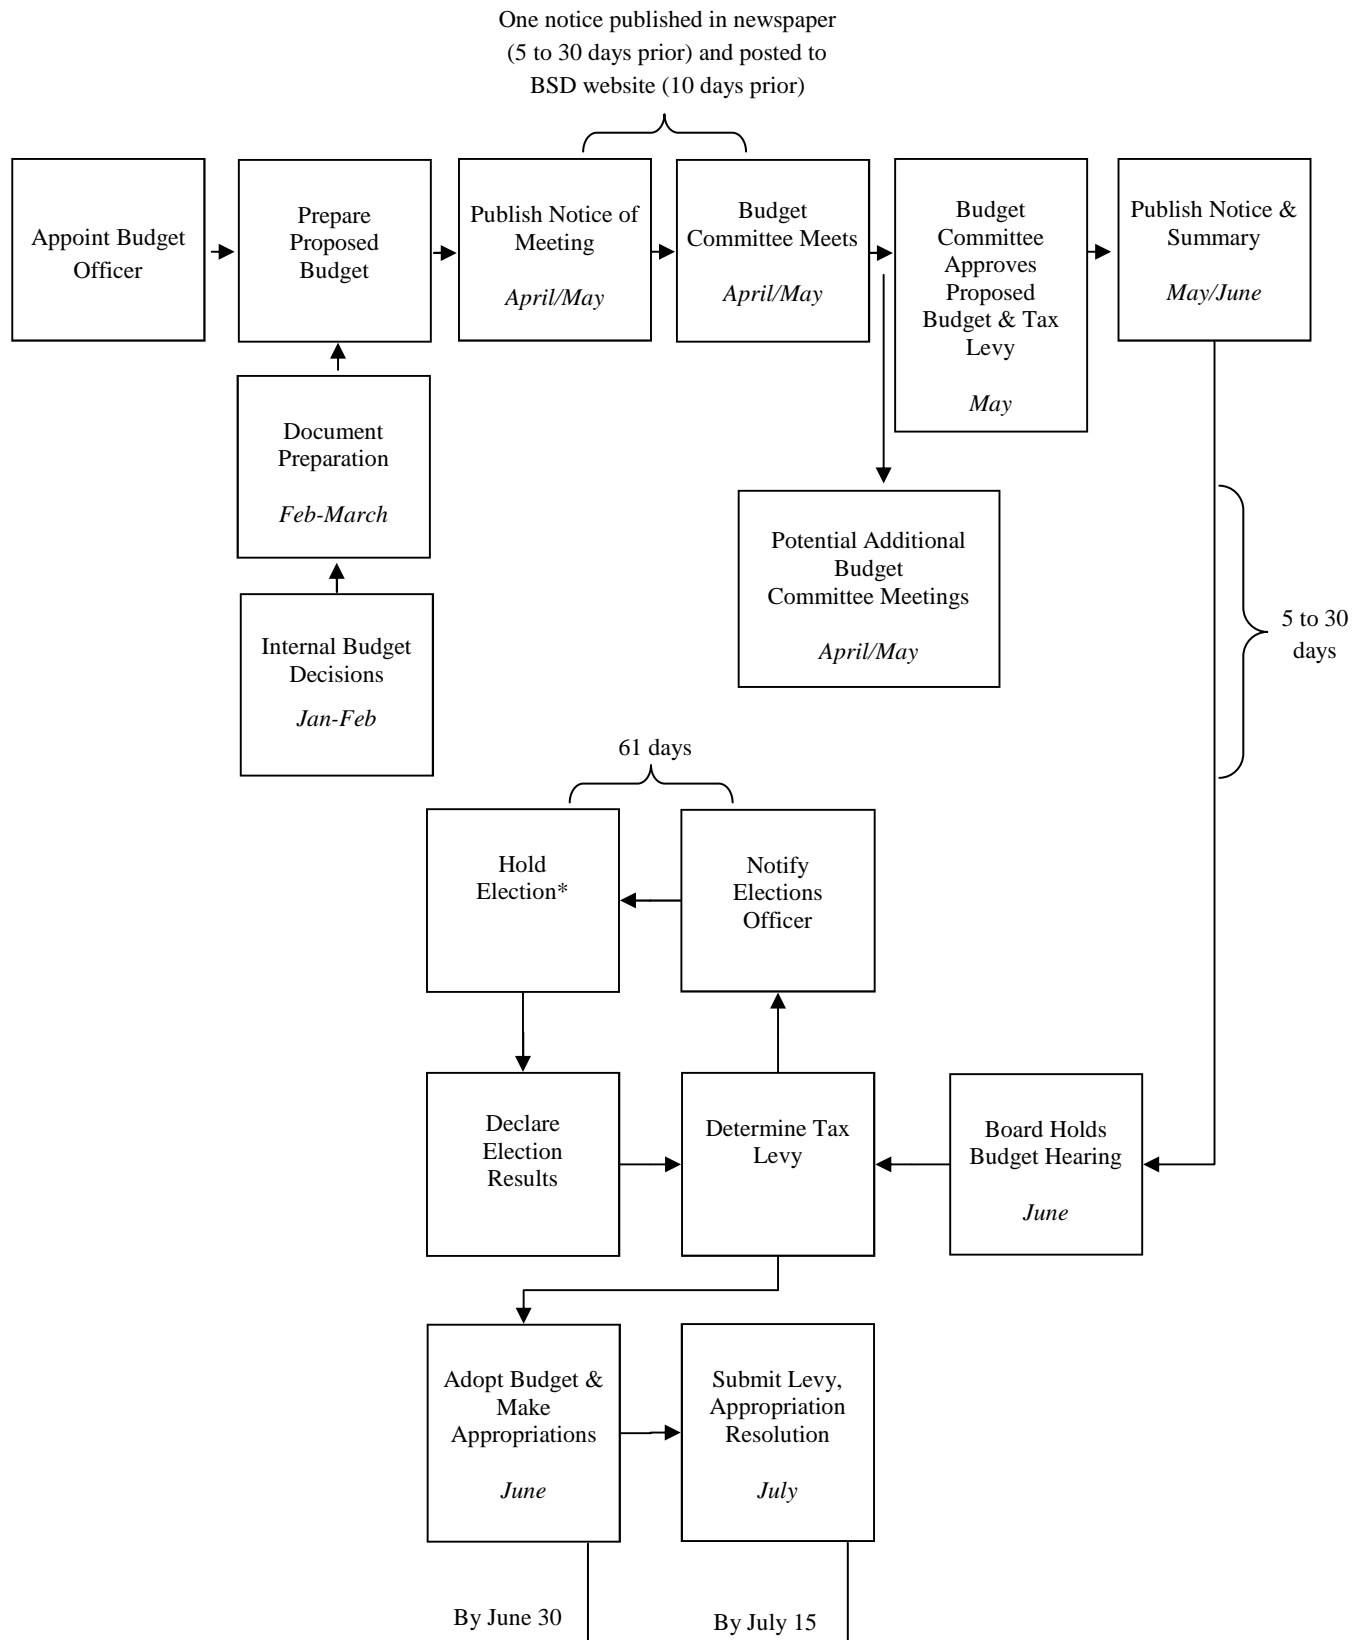 One notice published in newspaper
(5 to 30 days prior) and posted to
BSD website (10 days prior)
Appoint Budget
Officer
Prepare
Proposed
Budget
Publish Notice of
Meeting
April/May
Budget
Committee Meets
April/May
Budget
Committee
Approves
Proposed
Budget & Tax
Levy
May
Publish Notice &
Summary
May/June
Document
Preparation
Feb-March
Potential Additional
Budget
Committee Meetings
April/May
5 to 30
days
Internal Budget
Decisions
Jan-Feb
61 days
Hold
Election*
Notify
Elections
Officer
Declare
Election
Results
Determine Tax
Levy
Board Holds
Budget Hearing
June
Adopt Budget &
Make
Appropriations
June
Submit Levy,
Appropriation
Resolution
July
By June 30
By July 15